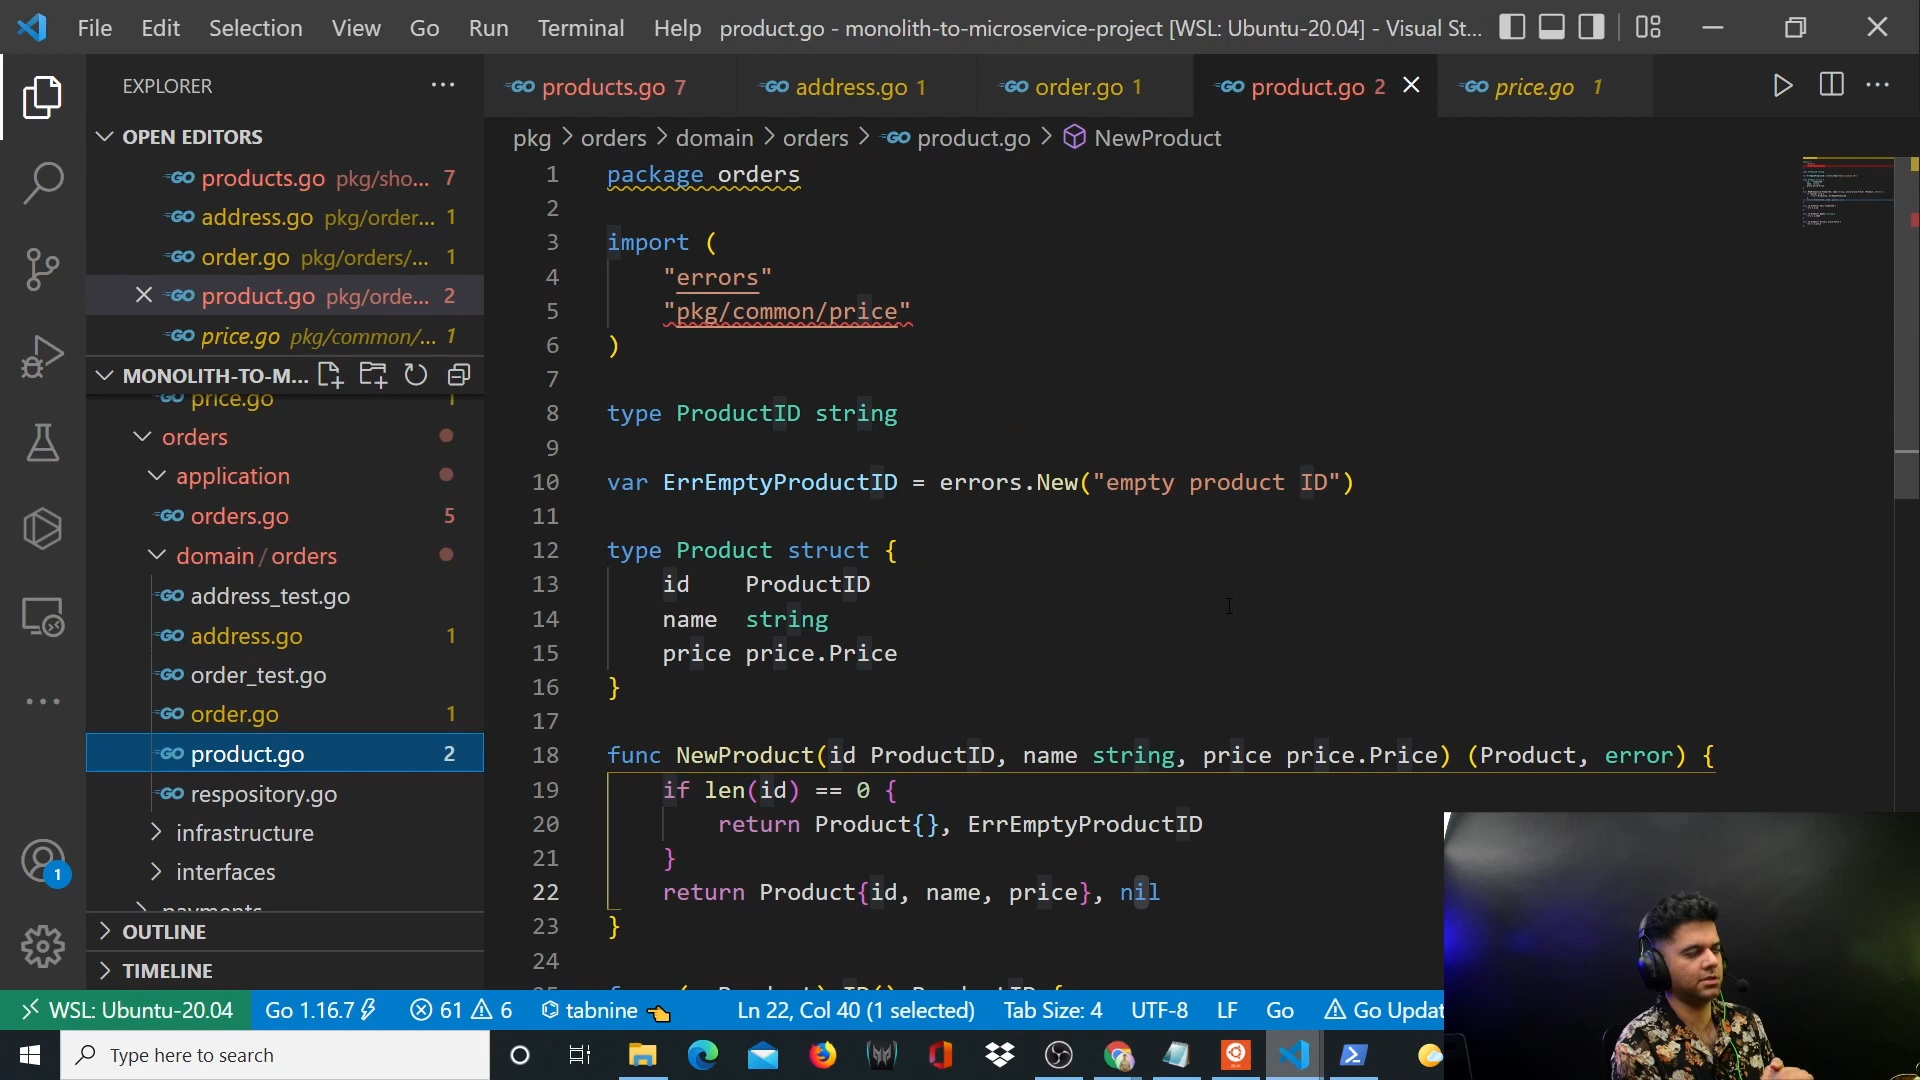 File Edit Selection View Go Run Terminal Help product.go - monolith-to-microservice-project [WSL: Ubuntu-20.04] - Visual St...
EXPLORER
OPEN EDITORS
products.go pkg/sho... 7
address.go pkg/order... 1
order.go pkg/orders/... 1
product.go pkg/orde... 2
price.go pkg/common/... 1
MONOLITH-TO-M...
price.go 1
orders
application
orders.go 5
domain / orders
address_test.go
address.go 1
order_test.go
order.go 1
product.go 2
respository.go
infrastructure
interfaces
payments
OUTLINE
TIMELINE
products.go 7 address.go 1 order.go 1 product.go 2 price.go 1
pkg > orders > domain > orders > product.go > NewProduct
1 package orders
2
3 import (
4 "errors"
5 "pkg/common/price"
6 )
7
8 type ProductID string
9
10 var ErrEmptyProductID = errors.New("empty product ID")
11
12 type Product struct {
13 id ProductID
14 name string
15 price price.Price
16 }
17
18 func NewProduct(id ProductID, name string, price price.Price) (Product, error) {
19 if len(id) == 0 {
20 return Product{}, ErrEmptyProductID
21 }
22 return Product{id, name, price}, nil
23 }
24
1
WSL: Ubuntu-20.04 Go 1.16.7 61 6 tabnine Ln 22, Col 40 (1 selected) Tab Size: 4 UTF-8 LF Go Go Updat
Type here to search